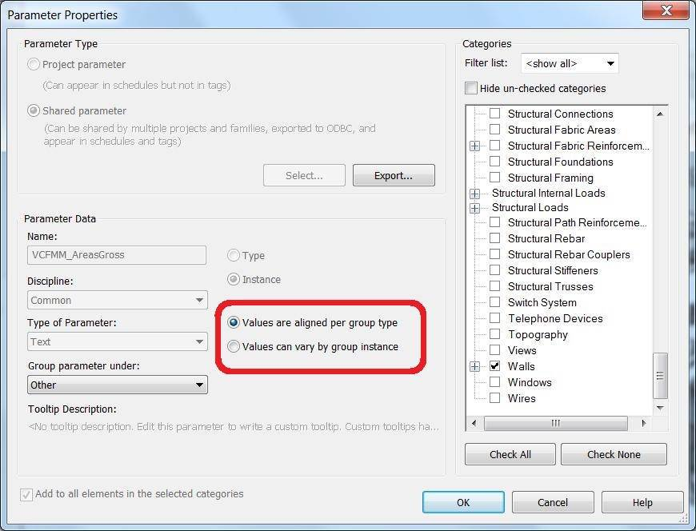 Parameter Properties
Parameter Type
Project parameter
(Can appear in schedules but not in tags)
Shared parameter
(Can be shared by multiple projects and families, exported to ODBC, and
appear in schedules and tags)
Select...
Export...
Parameter Data
Name:
VCFMM_AreasGross
Type
Discipline:
Instance
Common
Type of Parameter:
Values are aligned per group type
Text
Values can vary by group instance
Group parameter under:
Other
Tooltip Description:
<No tooltip description. Edit this parameter to write a custom tooltip. Custom tooltips ha...
Add to all elements in the selected categories
Categories
Filter list:
<show all>
Hide un-checked categories
Structural Connections
Structural Fabric Areas
Structural Fabric Reinforcem...
Structural Foundations
Structural Framing
Structural Internal Loads
Structural Loads
Structural Path Reinforceme...
Structural Rebar
Structural Rebar Couplers
Structural Stiffeners
Structural Trusses
Switch System
Telephone Devices
Topography
Views
Walls
Windows
Wires
Check All
Check None
OK
Cancel
Help